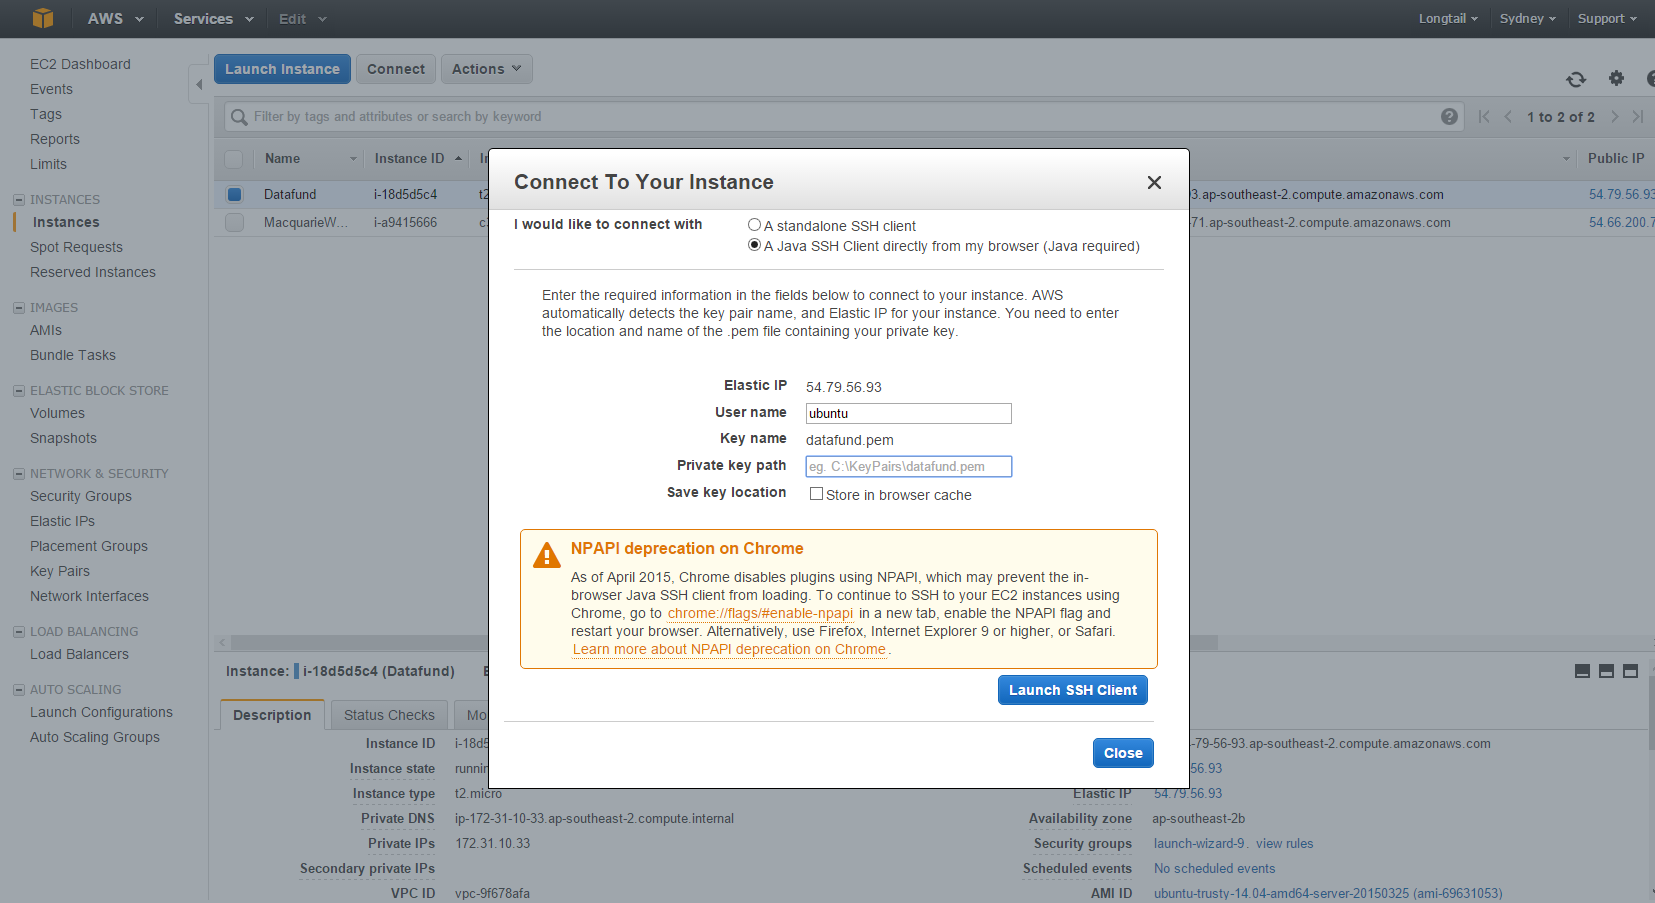 AWS Services Edit Longtail Sydney Support
EC2 Dashboard
Events
Tags
Reports
Limits
INSTANCES
Instances
Spot Requests
Reserved Instances
IMAGES
AMIs
Bundle Tasks
ELASTIC BLOCK STORE
Volumes
Snapshots
NETWORK & SECURITY
Security Groups
Elastic IPs
Placement Groups
Key Pairs
Network Interfaces
LOAD BALANCING
Load Balancers
AUTO SCALING
Launch Configurations
Auto Scaling Groups
Launch Instance Connect Actions
Filter by tags and attributes or search by keyword
1 to 2 of 2
Name Instance ID Public IP
Datafund i-18d5d5c4 t2 3.ap-southeast-2.compute.amazonaws.com 54.79.56.93
MacquarieW... i-a9415666 71.ap-southeast-2.compute.amazonaws.com 54.66.200.7
Connect To Your Instance
I would like to connect with
A standalone SSH client
A Java SSH Client directly from my browser (Java required)
Enter the required information in the fields below to connect to your instance. AWS
automatically detects the key pair name, and Elastic IP for your instance. You need to enter
the location and name of the .pem file containing your private key.
Elastic IP 54.79.56.93
User name ubuntu
Key name datafund.pem
Private key path eg. C:\KeyPairs\datafund.pem
Save key location Store in browser cache
NPAPI deprecation on Chrome
As of April 2015, Chrome disables plugins using NPAPI, which may prevent the in-
browser Java SSH client from loading. To continue to SSH to your EC2 instances using
Chrome, go to chrome://flags/#enable-npapi in a new tab, enable the NPAPI flag and
restart your browser. Alternatively, use Firefox, Internet Explorer 9 or higher, or Safari.
Learn more about NPAPI deprecation on Chrome.
Launch SSH Client
Close
Instance: i-18d5d5c4 (Datafund)
Description Status Checks Mo
Instance ID i-18d5 -79-56-93.ap-southeast-2.compute.amazonaws.com
Instance state runnin 56.93
Instance type t2.micro Elastic IP 54.79.56.93
Private DNS ip-172-31-10-33.ap-southeast-2.compute.internal Availability zone ap-southeast-2b
Private IPs 172.31.10.33 Security groups launch-wizard-9. view rules
Secondary private IPs Scheduled events No scheduled events
VPC ID vpc-9f678afa AMI ID ubuntu-trusty-14.04-amd64-server-20150325 (ami-69631053)